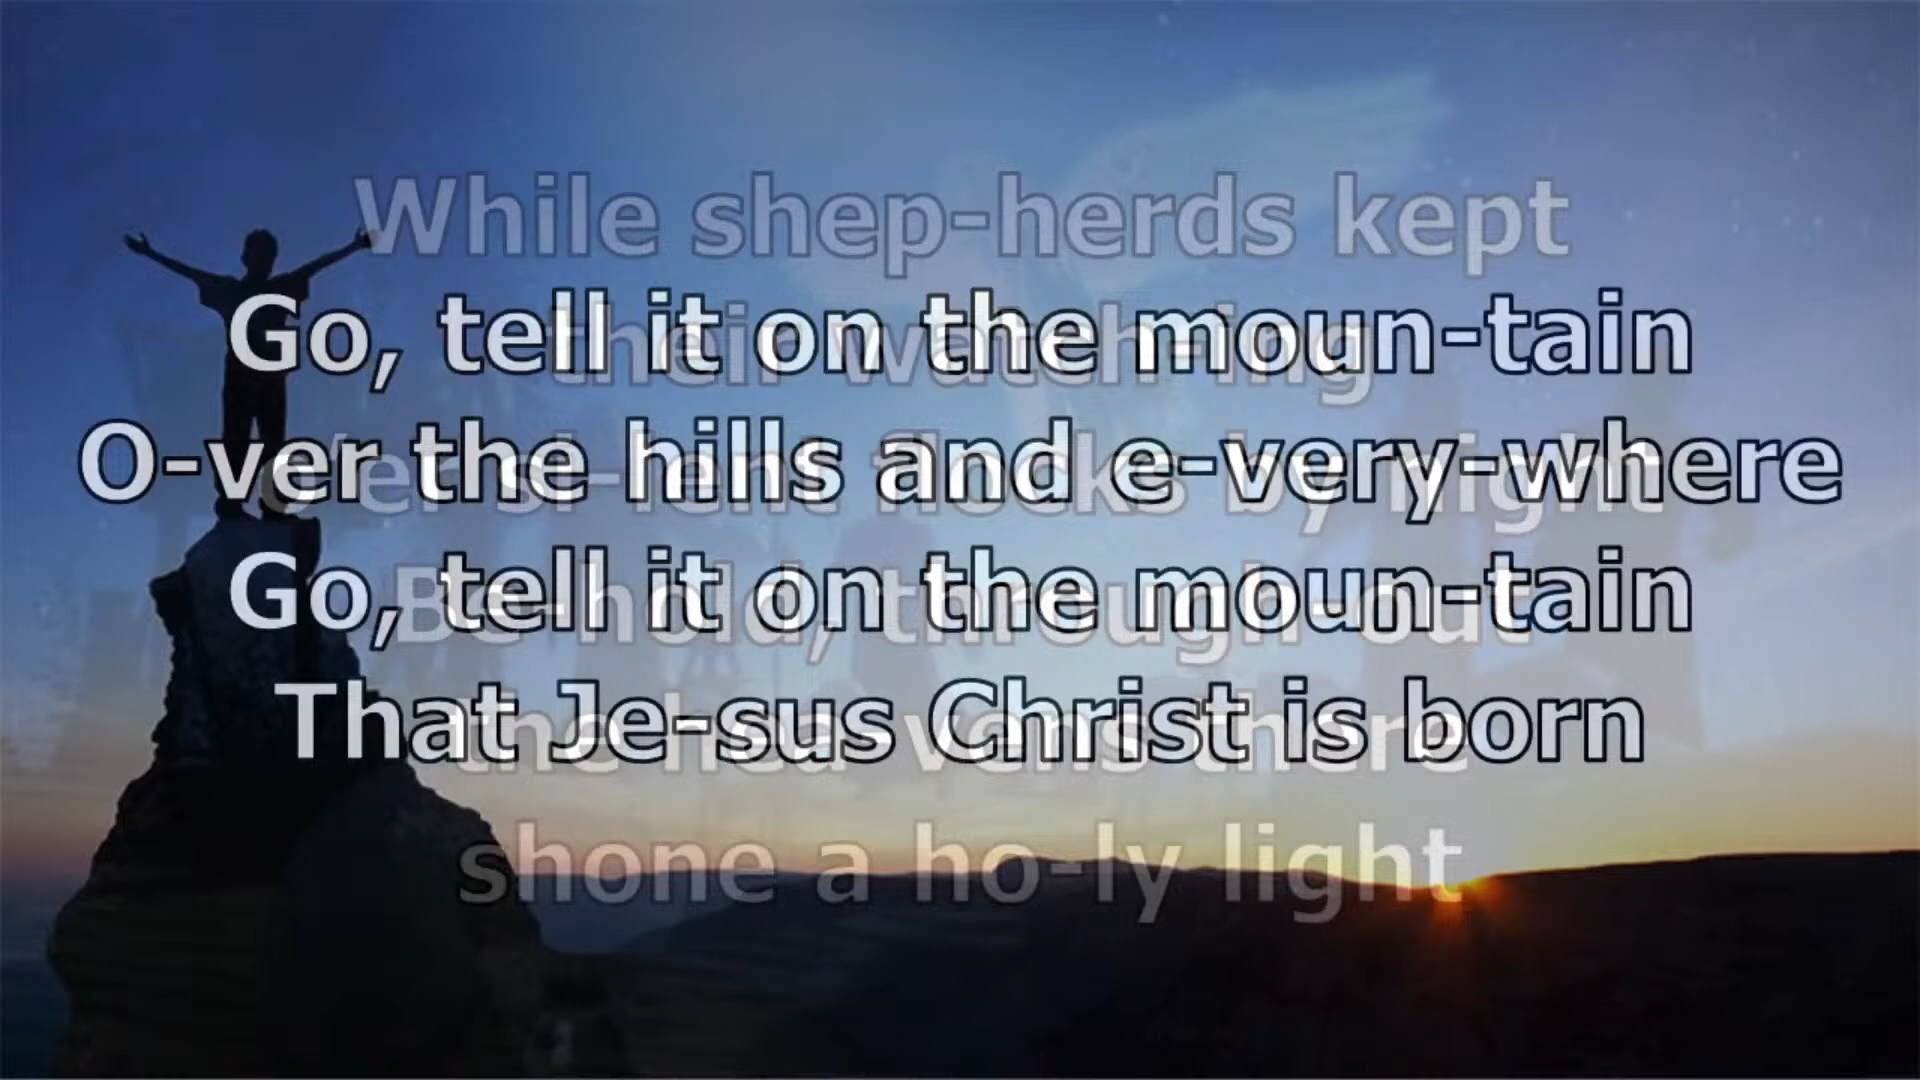 While shep-herds kept
Go, tell it on the moun-tain
their watch-ing
O-ver the hills and e-very-where
o'er si-lent flocks by night
Go, tell it on the moun-tain
Be-hold, through-out
That Je-sus Christ is born
the hea-vens there
shone a ho-ly light